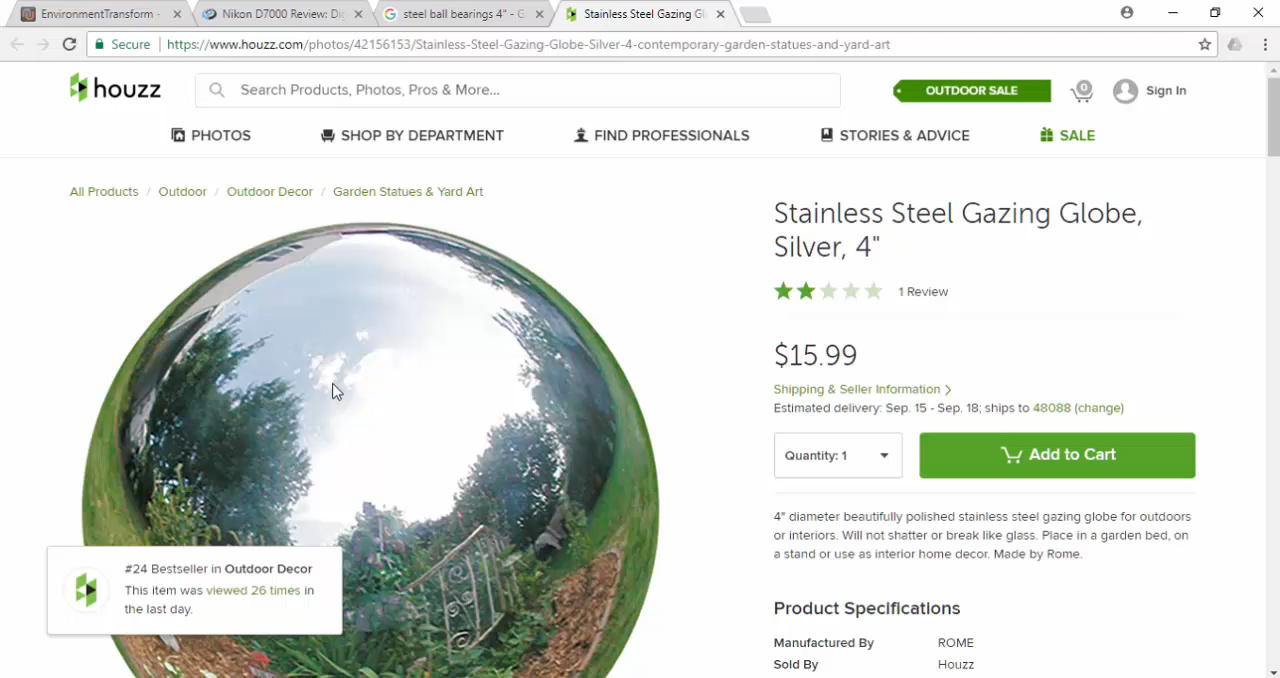 EnvironmentTransform -
Nikon D7000 Review: Dig
steel ball bearings 4" - G
Stainless Steel Gazing Gl
Secure
https://www.houzz.com/photos/42156153/Stainless-Steel-Gazing-Globe-Silver-4-contemporary-garden-statues-and-yard-art
houzz
Search Products, Photos, Pros & More...
OUTDOOR SALE
0
Sign In
PHOTOS
SHOP BY DEPARTMENT
FIND PROFESSIONALS
STORIES & ADVICE
SALE
All Products / Outdoor / Outdoor Decor / Garden Statues & Yard Art
Stainless Steel Gazing Globe,
Silver, 4"
1 Review
$15.99
Shipping & Seller Information >
Estimated delivery: Sep. 15 - Sep. 18; ships to 48088 (change)
Quantity: 1
Add to Cart
4" diameter beautifully polished stainless steel gazing globe for outdoors
or interiors. Will not shatter or break like glass. Place in a garden bed, on
a stand or use as interior home decor. Made by Rome.
#24 Bestseller in Outdoor Decor
This item was viewed 26 times in
the last day.
Product Specifications
Manufactured By ROME
Sold By Houzz